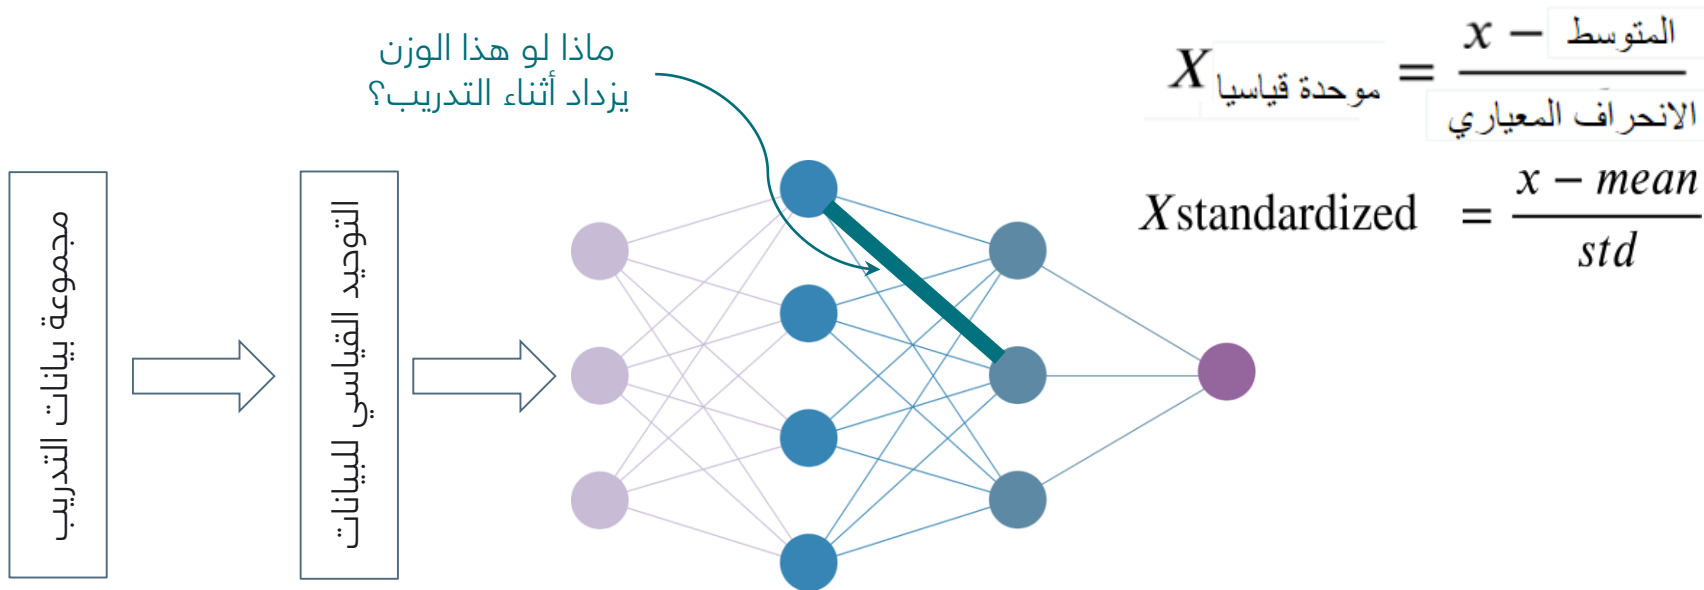 ماذا لو هذا الوزن
يزداد أثناء التدريب؟
X موحدة قياسيا = x − المتوسط
الانحراف المعياري
X standardized = x − mean
std
مجموعة بيانات التدريب
التوحيد القياسي للبيانات